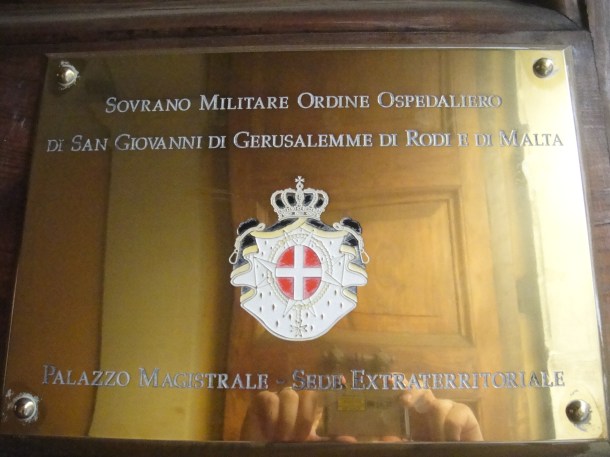 Sovrano Militare Ordine Ospedaliero
di San Giovanni di Gerusalemme di Rodi e di Malta
Palazzo Magistrale - Sede Extraterritoriale